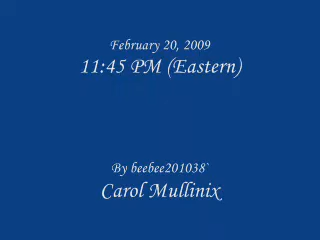 February 20, 2009
11:45 PM (Eastern)
By beebee201038`
Carol Mullinix